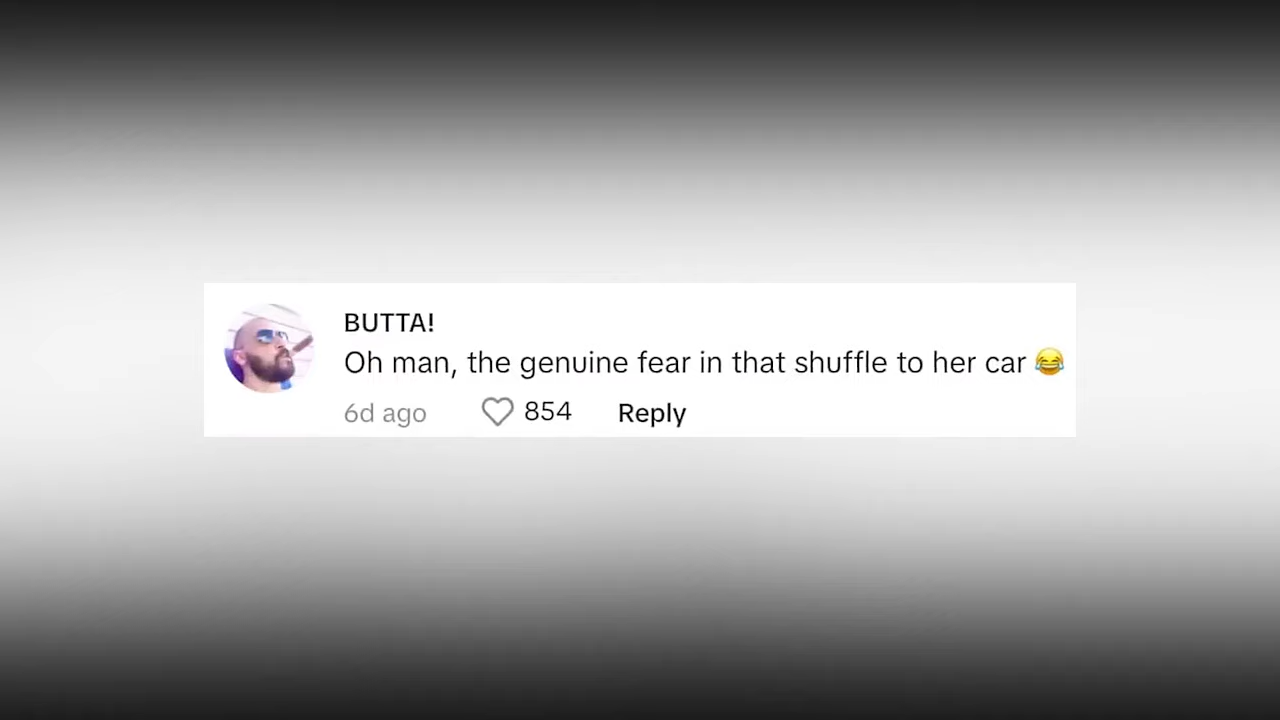 BUTTA!
Oh man, the genuine fear in that shuffle to her car 😂
6d ago 854 Reply